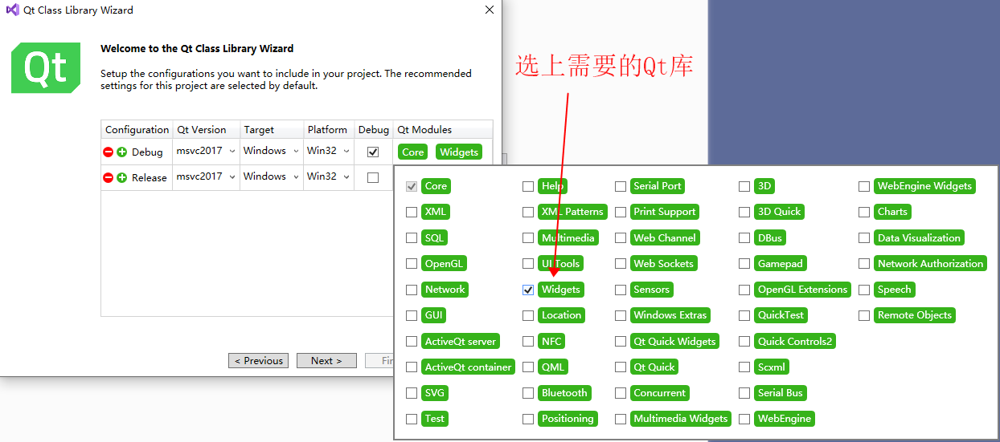 Qt Class Library Wizard
Qt
Welcome to the Qt Class Library Wizard
Setup the configurations you want to include in your project. The recommended
settings for this project are selected by default.
选上需要的Qt库
Configuration Qt Version Target Platform Debug Qt Modules
Debug msvc2017 Windows Win32 Core Widgets
Release msvc2017 Windows Win32
Core Help Serial Port 3D WebEngine Widgets
XML XML Patterns Print Support 3D Quick Charts
SQL Multimedia Web Channel DBus Data Visualization
OpenGL UI Tools Web Sockets Gamepad Network Authorization
Network Widgets Sensors OpenGL Extensions Speech
GUI Location Windows Extras QuickTest Remote Objects
ActiveQt server NFC Qt Quick Widgets Quick Controls2
ActiveQt container QML Qt Quick Scxml
SVG Bluetooth Concurrent Serial Bus
Test Positioning Multimedia Widgets WebEngine
< Previous Next >